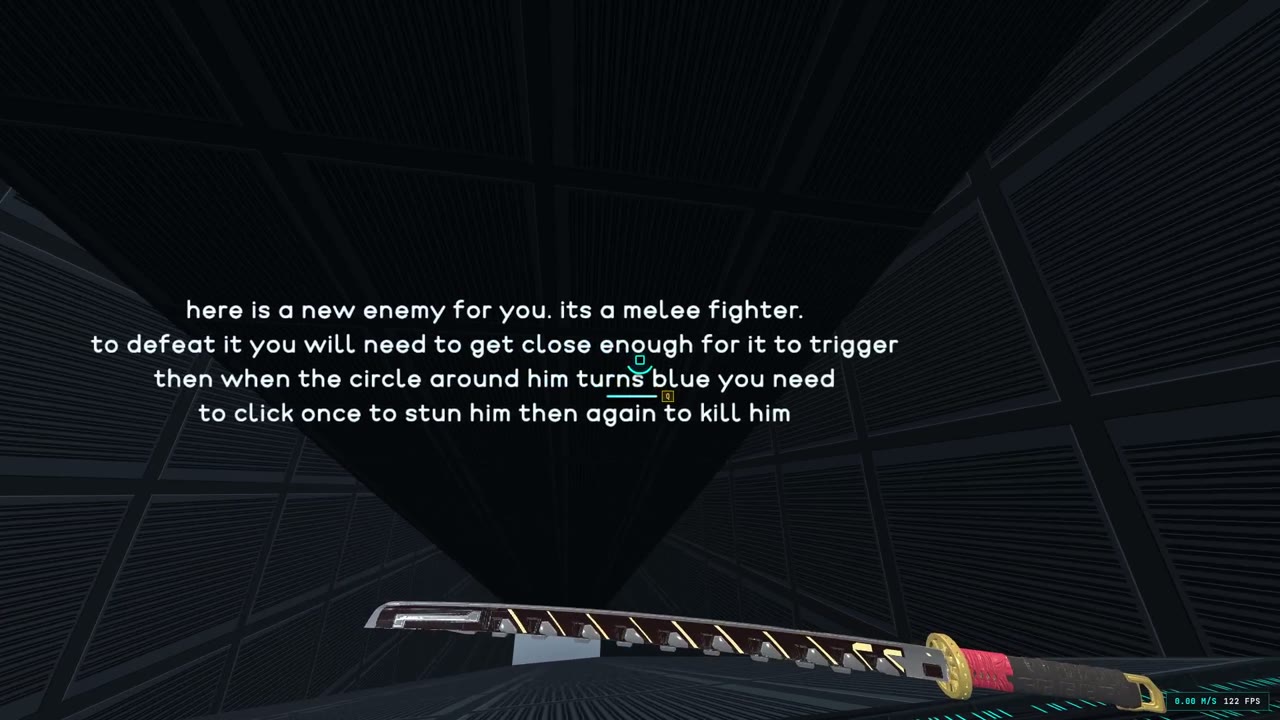 here is a new enemy for you. its a melee fighter.
to defeat it you will need to get close enough for it to trigger
then when the circle around him turns blue you need
to click once to stun him then again to kill him
Q
0.00 M/S 122 FPS